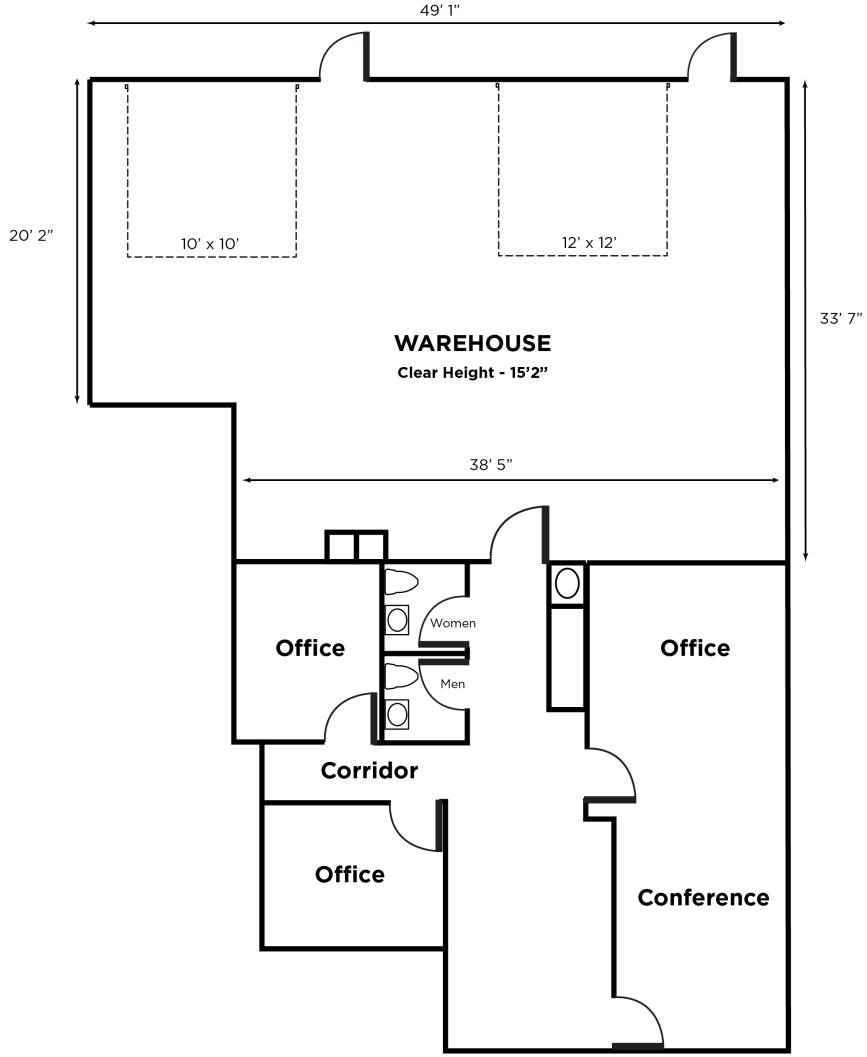 49’ 1”
20’ 2”
10’ x 10’
12’ x 12’
33’ 7”
WAREHOUSE
Clear Height - 15’2”
38’ 5”
Women
Office
Office
Men
Corridor
Office
Conference